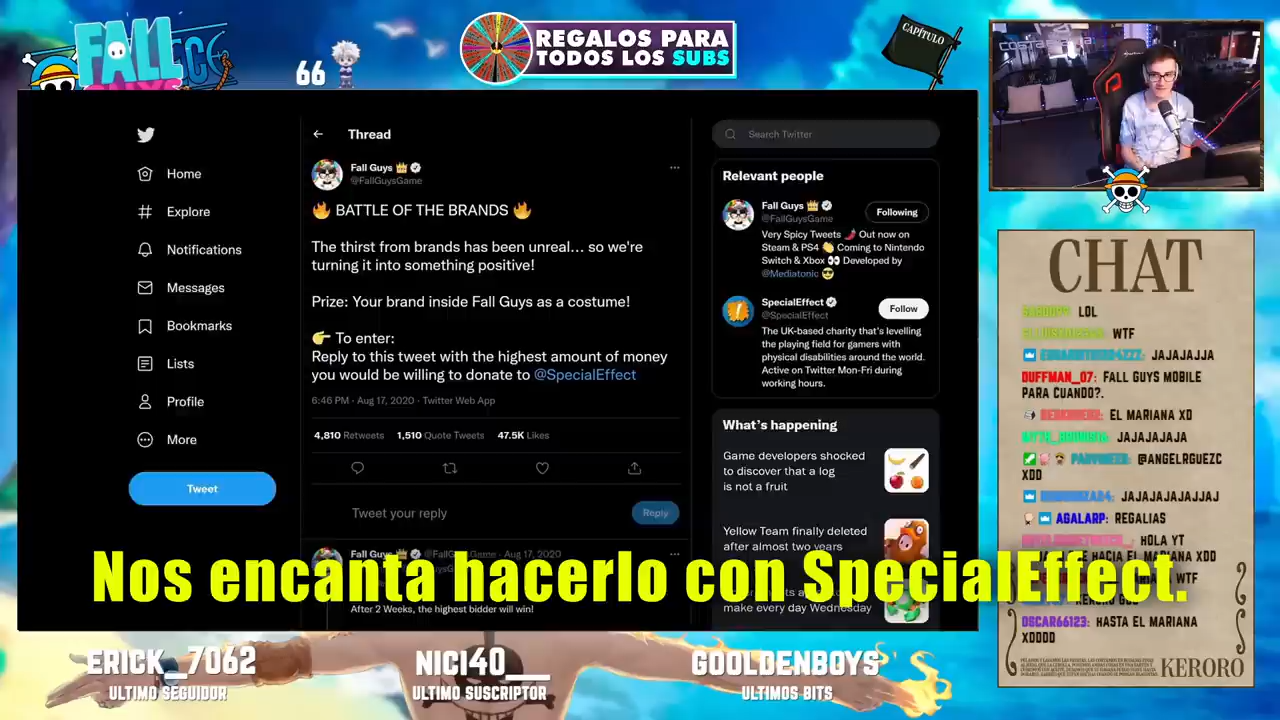 FALL
66
REGALOS PARA
TODOS LOS SUBS
CAPÍTULO
Thread
Search Twitter
Home
Explore
Notifications
Messages
Bookmarks
Lists
Profile
More
Tweet
Fall Guys 👑
@FallGuysGame
🔥 BATTLE OF THE BRANDS 🔥
The thirst from brands has been unreal... so we're
turning it into something positive!
Prize: Your brand inside Fall Guys as a costume!
👉 To enter:
Reply to this tweet with the highest amount of money
you would be willing to donate to @SpecialEffect
6:46 PM · Aug 17, 2020 · Twitter Web App
4,810 Retweets 1,510 Quote Tweets 47.5K Likes
Tweet your reply
Reply
Aug 17, 2020
After 2 Weeks, the highest bidder will win!
Relevant people
Fall Guys 👑
@FallGuysGame
Following
Very Spicy Tweets 🌶️ Out now on
Steam & PS4 👏 Coming to Nintendo
Switch & Xbox 👀 Developed by
@Mediatonic 😎
SpecialEffect
@SpecialEffect
Follow
The UK-based charity that's levelling
the playing field for gamers with
physical disabilities around the world.
Active on Twitter Mon-Fri during
working hours.
What's happening
Game developers shocked
to discover that a log
is not a fruit
Yellow Team finally deleted
after almost two years
make every day Wednesday
Nos encanta hacerlo con SpecialEffect.
CHAT
LOL
WTF
JAJAJAJJA
DUFFMAN_07: FALL GUYS MOBILE
PARA CUANDO?.
EL MARIANA XD
JAJAJAJAJA
@ANGELRGUEZC
XDD
JAJAJAJAJAJJAJ
AGALARP: REGALIAS
HOLA YT
HACIA EL MARIANA XDD
WTF
OSCAR66123: HASTA EL MARIANA
XDDDD
KERORO
ERICK_7062
ULTIMO SEGUIDOR
NICI40__
ULTIMO SUSCRIPTOR
GOOLDENBOYS
ULTIMOS BITS